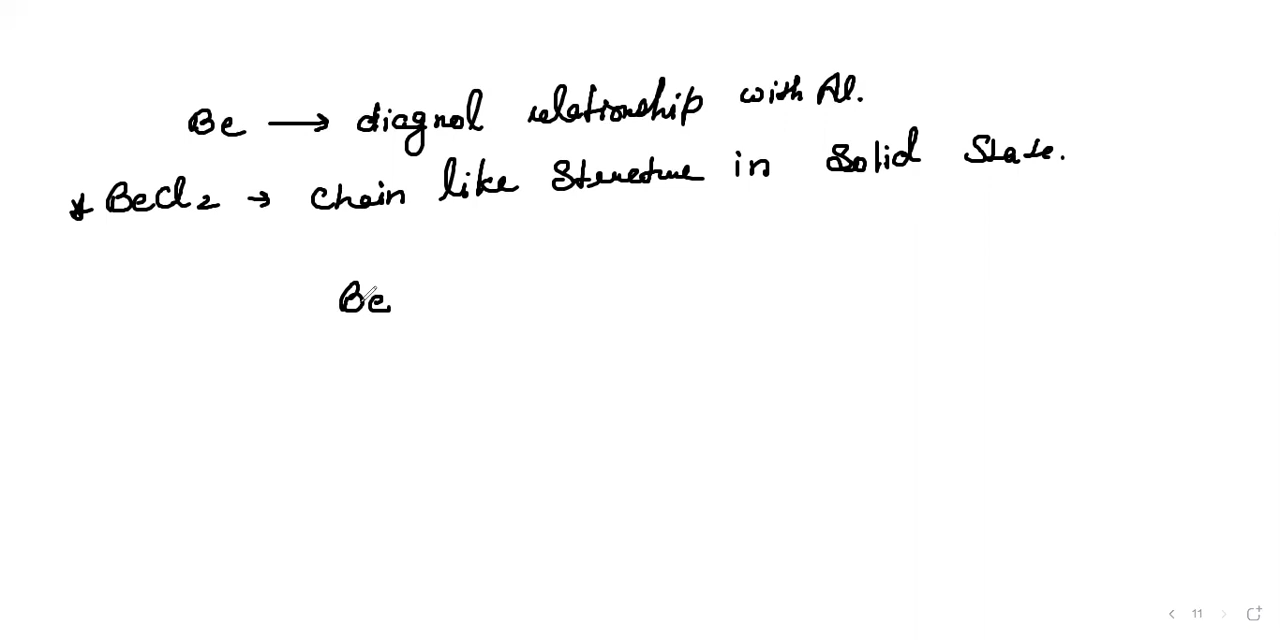 Be → diagnol relationship with Al.
* BeCl2 → chain like structure in solid state.
Be
< 11 >